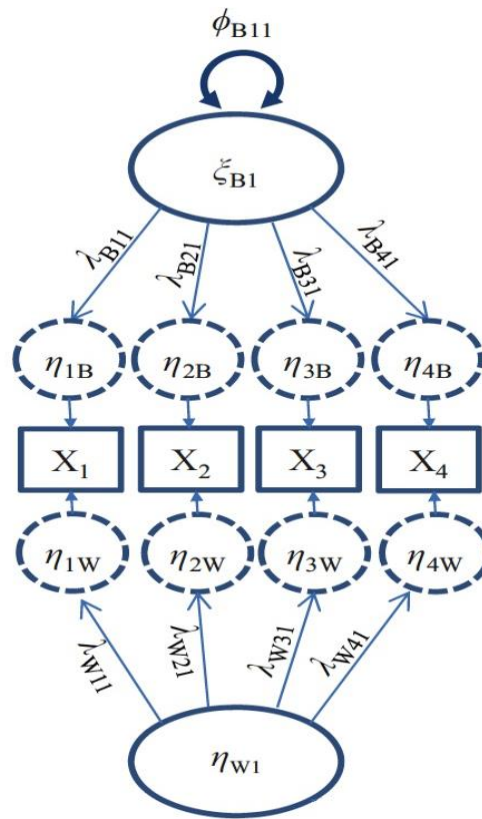 ϕB11
ξB1
λB11 λB21 λB31 λB41
η1B η2B η3B η4B
X1 X2 X3 X4
η1W η2W η3W η4W
λW11 λW21 λW31 λW41
ηW1